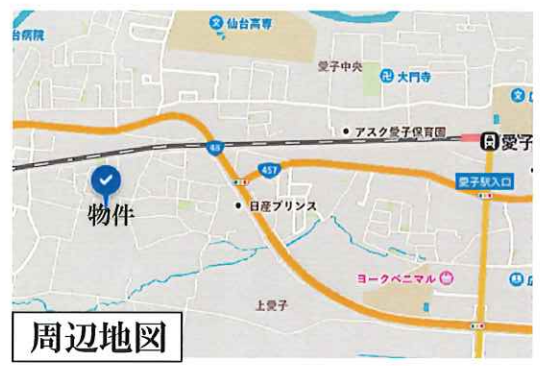 仙台高専
台病院
愛子中央
大門寺
アスク愛子保育園
愛子
48
457
愛子駅入口
物件
日産プリンス
ヨークベニマル
広
上愛子
周辺地図